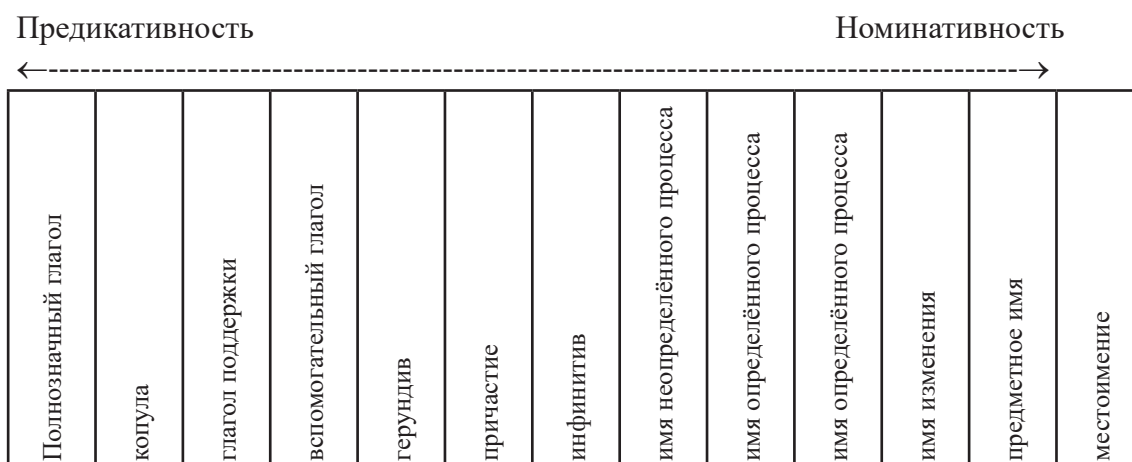 Предикативность Номинативность
←------------------------------------------------------------------------------→
Полнозначный глагол
копула
глагол поддержки
вспомогательный глагол
герундив
причастие
инфинитив
имя неопределённого процесса
имя определённого процесса
имя определённого процесса
имя изменения
предметное имя
местоимение